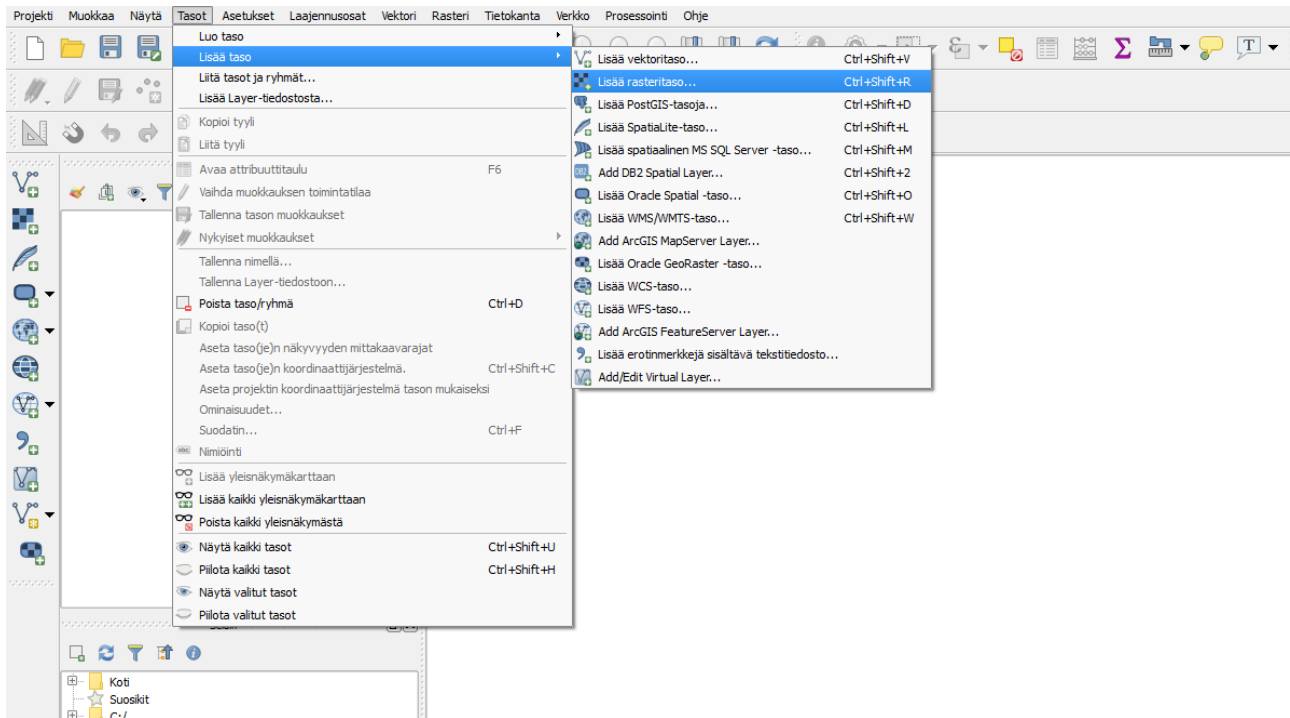 Projekti Muokkaa Näytä Tasot Asetukset Laajennusosat Vektori Rasteri Tietokanta Verkko Prosessointi Ohje
Luo taso
Lisää taso
Liitä tasot ja ryhmät...
Lisää Layer-tiedostosta...
Kopioi tyyli
Liitä tyyli
Avaa attribuuttitaulu F6
Vaihda muokkauksen toimintatilaa
Tallenna tason muokkaukset
Nykyiset muokkaukset
Tallenna nimellä...
Tallenna Layer-tiedostoon...
Poista taso/ryhmä Ctrl+D
Kopioi taso(t)
Aseta taso(je)n näkyvyyden mittakaavarajat
Aseta taso(je)n koordinaattijärjestelmä. Ctrl+Shift+C
Aseta projektin koordinaattijärjestelmä tason mukaiseksi
Ominaisuudet...
Suodatin... Ctrl+F
abc Nimiöinti
Lisää yleisnäkymäkarttaan
Lisää kaikki yleisnäkymäkarttaan
Poista kaikki yleisnäkymästä
Näytä kaikki tasot Ctrl+Shift+U
Piilota kaikki tasot Ctrl+Shift+H
Näytä valitut tasot
Piilota valitut tasot
Lisää vektoritaso... Ctrl+Shift+V
Lisää rasteritaso... Ctrl+Shift+R
Lisää PostGIS-tasoja... Ctrl+Shift+D
Lisää SpatiaLite-taso... Ctrl+Shift+L
Lisää spatiaalinen MS SQL Server -taso... Ctrl+Shift+M
DB2 Add DB2 Spatial Layer... Ctrl+Shift+2
Lisää Oracle Spatial -taso... Ctrl+Shift+O
Lisää WMS/WMTS-taso... Ctrl+Shift+W
Add ArcGIS MapServer Layer...
Lisää Oracle GeoRaster -taso...
Lisää WCS-taso...
Lisää WFS-taso...
Add ArcGIS FeatureServer Layer...
Lisää erotinmerkkejä sisältävä tekstitiedosto...
Add/Edit Virtual Layer...
Koti
Suosikit
C:/